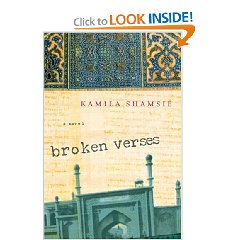 Click to LOOK INSIDE!
KAMILA SHAMSIE
a novel
broken verses